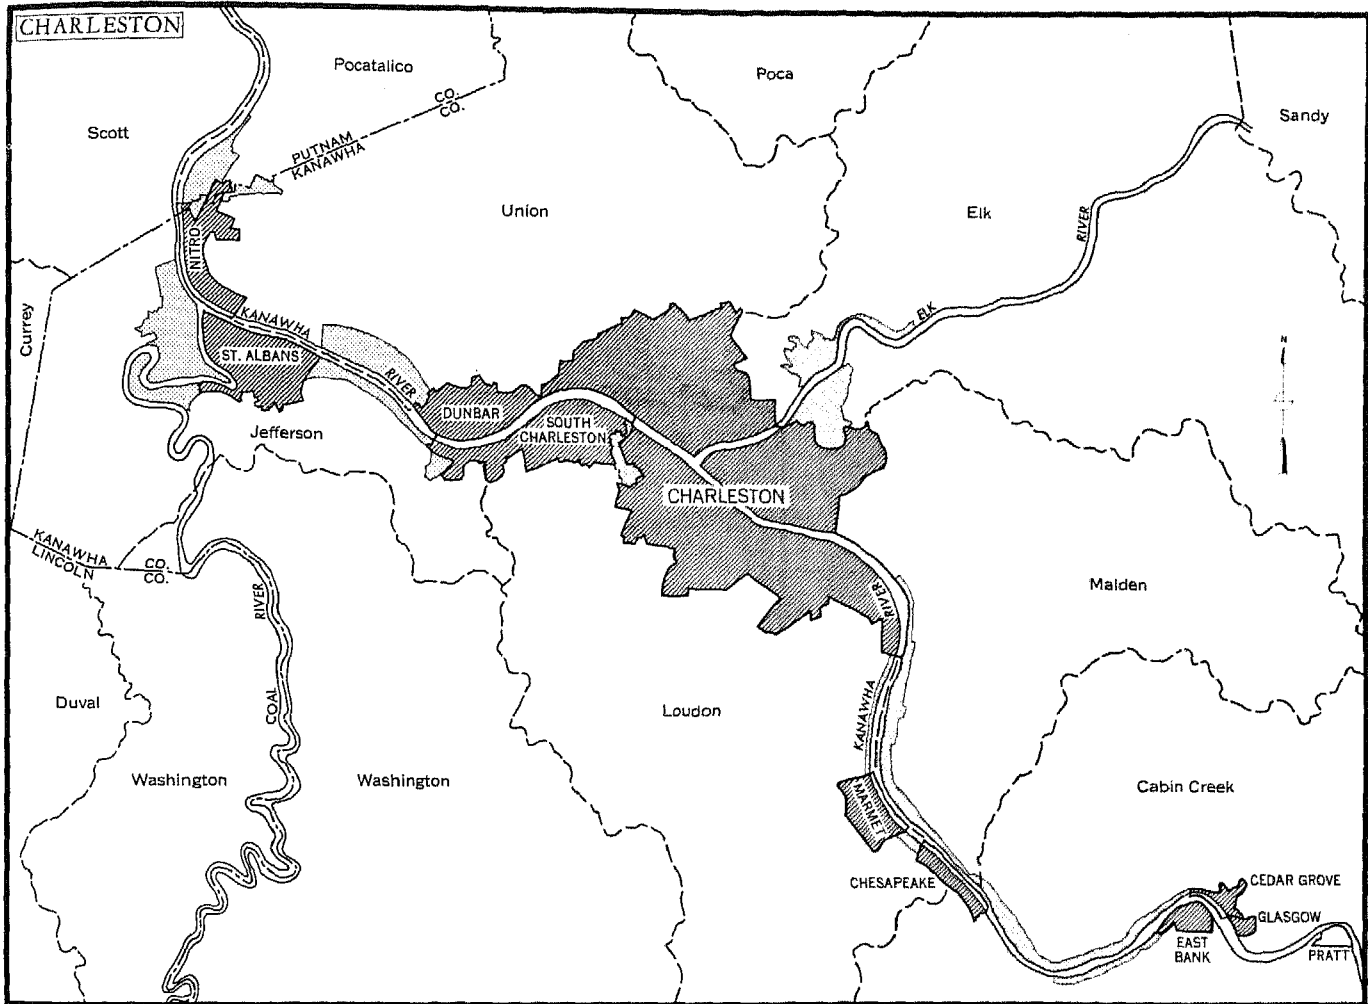 CHARLESTON
Pocatalico
Poca
Scott
Sandy
CO.
CO.
PUTNAM
KANAWHA
Union
Elk
RIVER
NITRO
Currey
KANAWHA
ELK
N
ST. ALBANS
RIVER
DUNBAR
SOUTH
CHARLESTON
Jefferson
CHARLESTON
KANAWHA
LINCOLN
CO.
CO.
RIVER
RIVER
Malden
Duval
COAL
Loudon
KANAWHA
Washington
Washington
Cabin Creek
MARMET
CHESAPEAKE
CEDAR GROVE
GLASGOW
EAST
BANK
PRATT